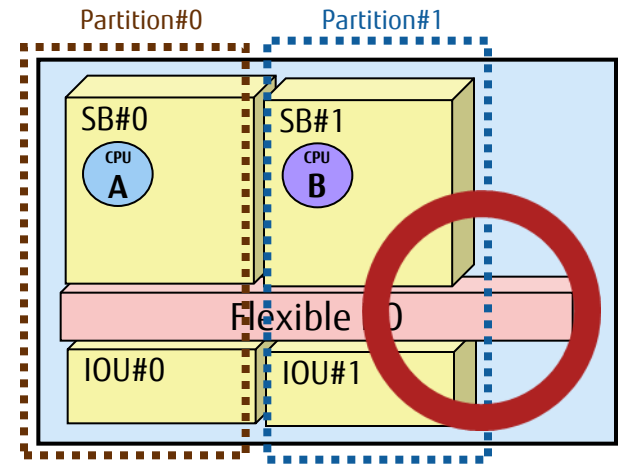 Partition#0
Partition#1
SB#0
CPU
A
SB#1
CPU
B
Flexible
IOU#0
IOU#1